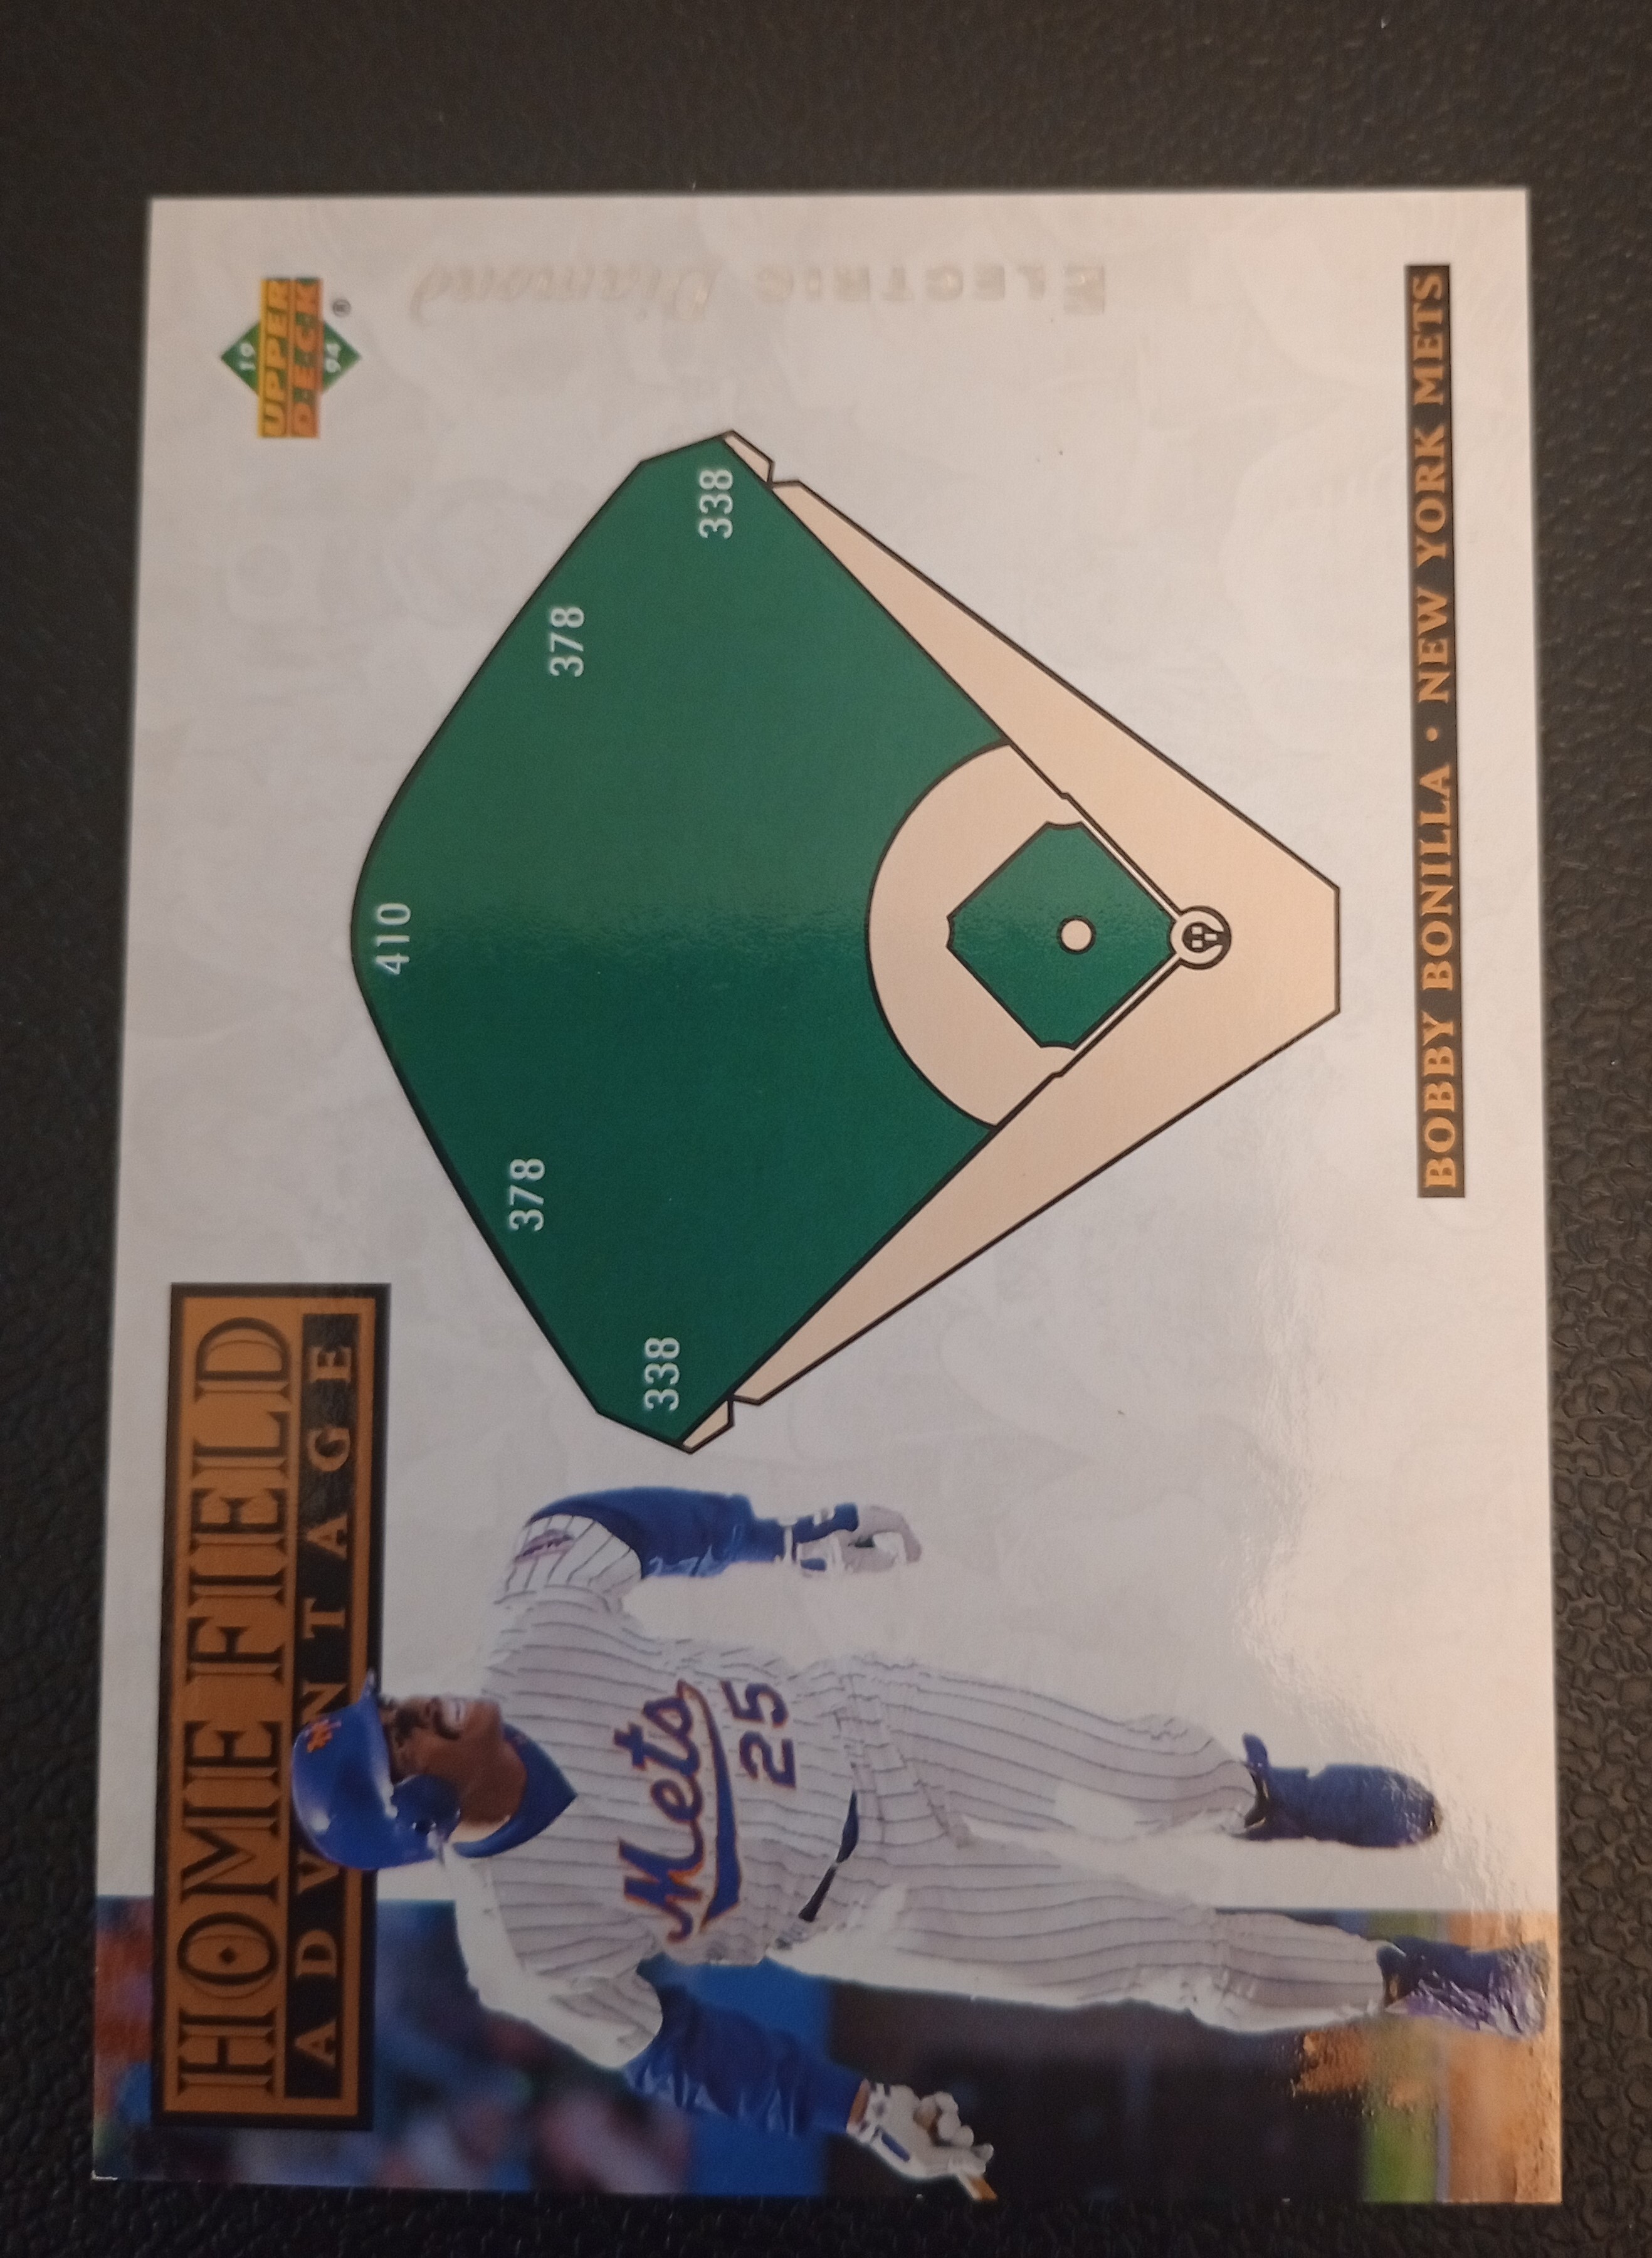 HOME FIELD
ADVANTAGE
19 94
UPPER
DECK
®
ELECTRIC Diamond
410
378
378
338
338
Mets
25
BOBBY BONILLA • NEW YORK METS